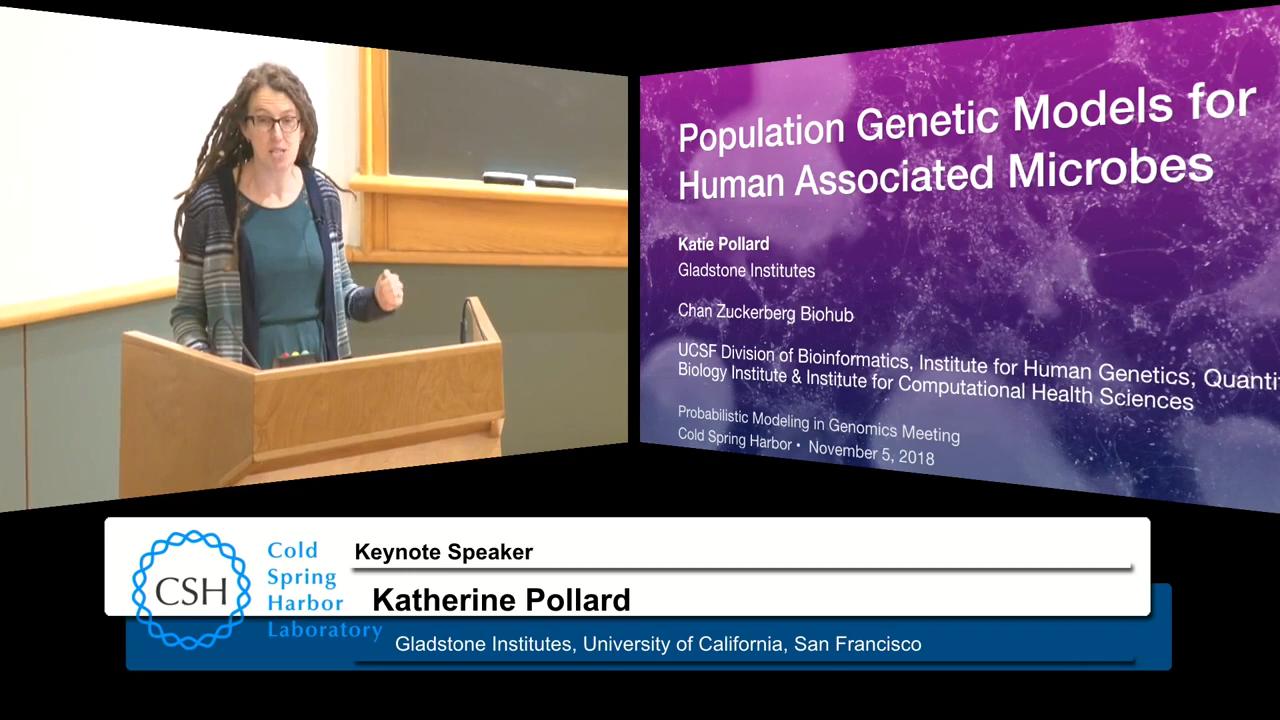 Population Genetic Models for
Human Associated Microbes
Katie Pollard
Gladstone Institutes
Chan Zuckerberg Biohub
UCSF Division of Bioinformatics, Institute for Human Genetics, Quanti
Biology Institute & Institute for Computational Health Sciences
Probabilistic Modeling in Genomics Meeting
Cold Spring Harbor • November 5, 2018
CSH
Cold
Spring
Harbor
Laboratory
Keynote Speaker
Katherine Pollard
Gladstone Institutes, University of California, San Francisco